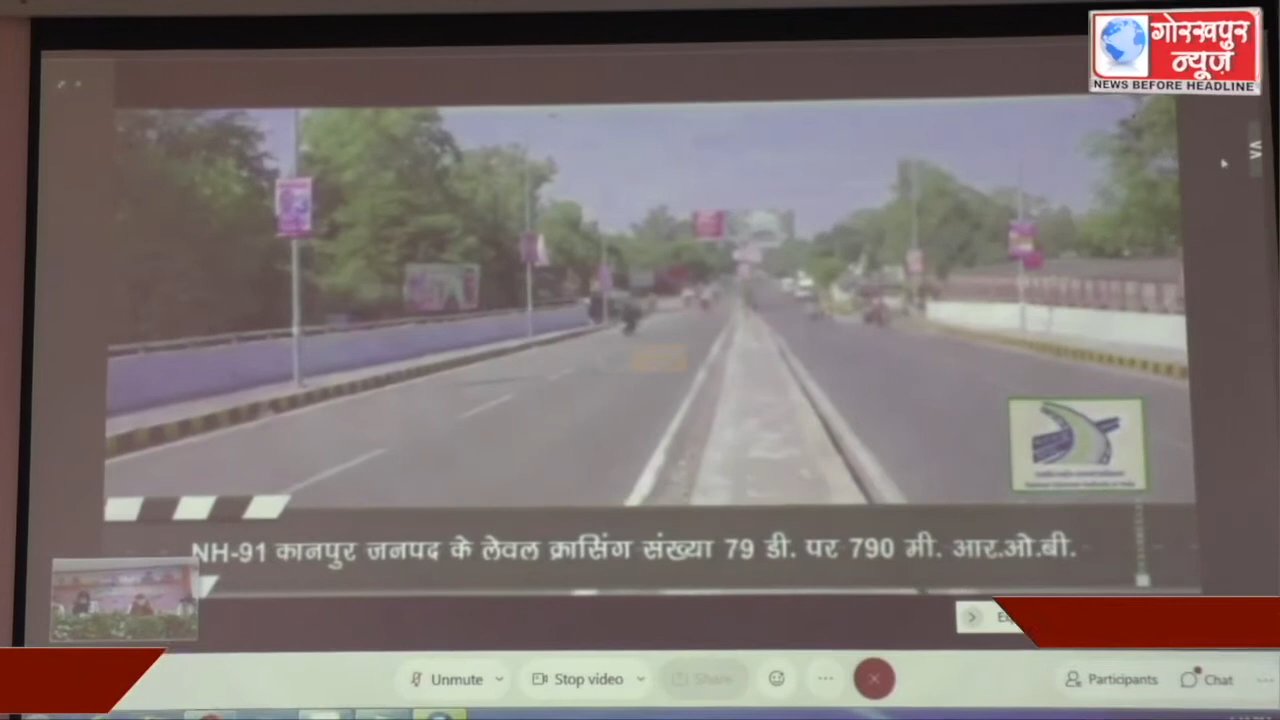 गोरखपुर
न्यूज़
NEWS BEFORE HEADLINE
NH-91 कानपुर जनपद के लेवल क्रासिंग संख्या 79 डी. पर 790 मी. आर.ओ.बी.
Unmute
Stop video
Share
Participants
Chat